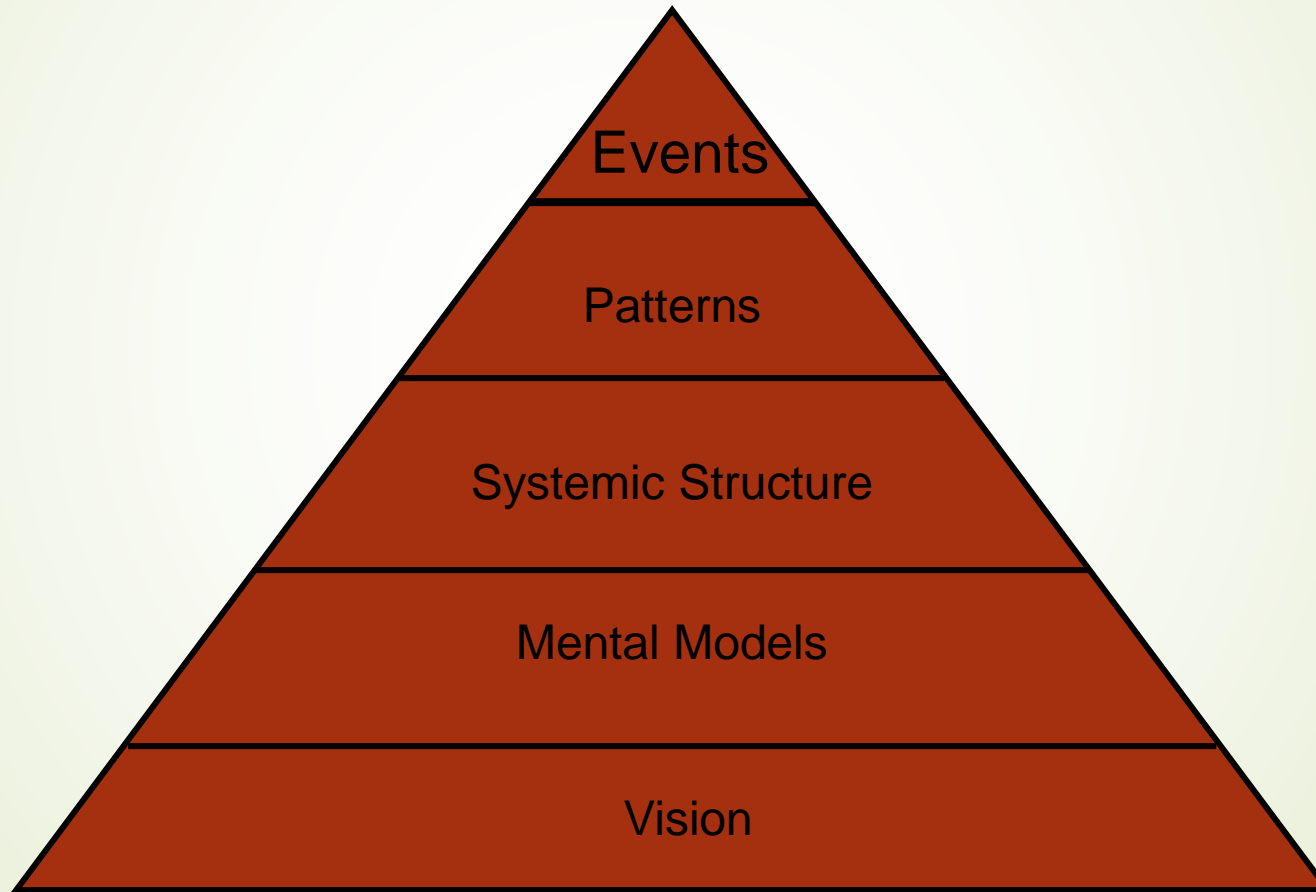 Events
Patterns
Systemic Structure
Mental Models
Vision